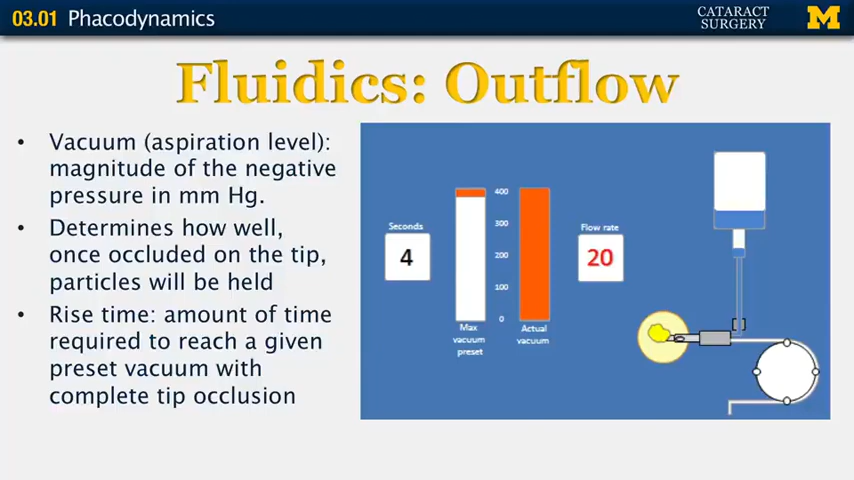 03.01 Phacodynamics
CATARACT
SURGERY
M
Fluidics: Outflow
• Vacuum (aspiration level):
magnitude of the negative
pressure in mm Hg.
• Determines how well,
once occluded on the tip,
particles will be held
• Rise time: amount of time
required to reach a given
preset vacuum with
complete tip occlusion
Seconds
4
400
300
200
100
0
Max
vacuum
preset
Actual
vacuum
Flow rate
20